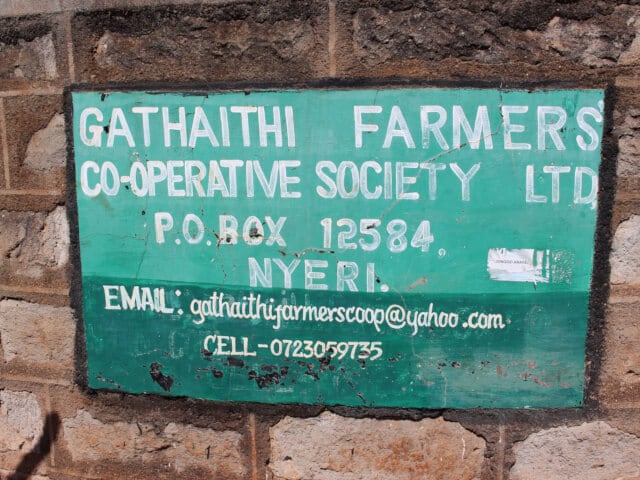 GATHAITHI FARMERS'
CO-OPERATIVE SOCIETY LTD
P.O. BOX 12584,
NYERI.
EMAIL: gathaithifarmerscoop@yahoo.com
CELL-0723059735